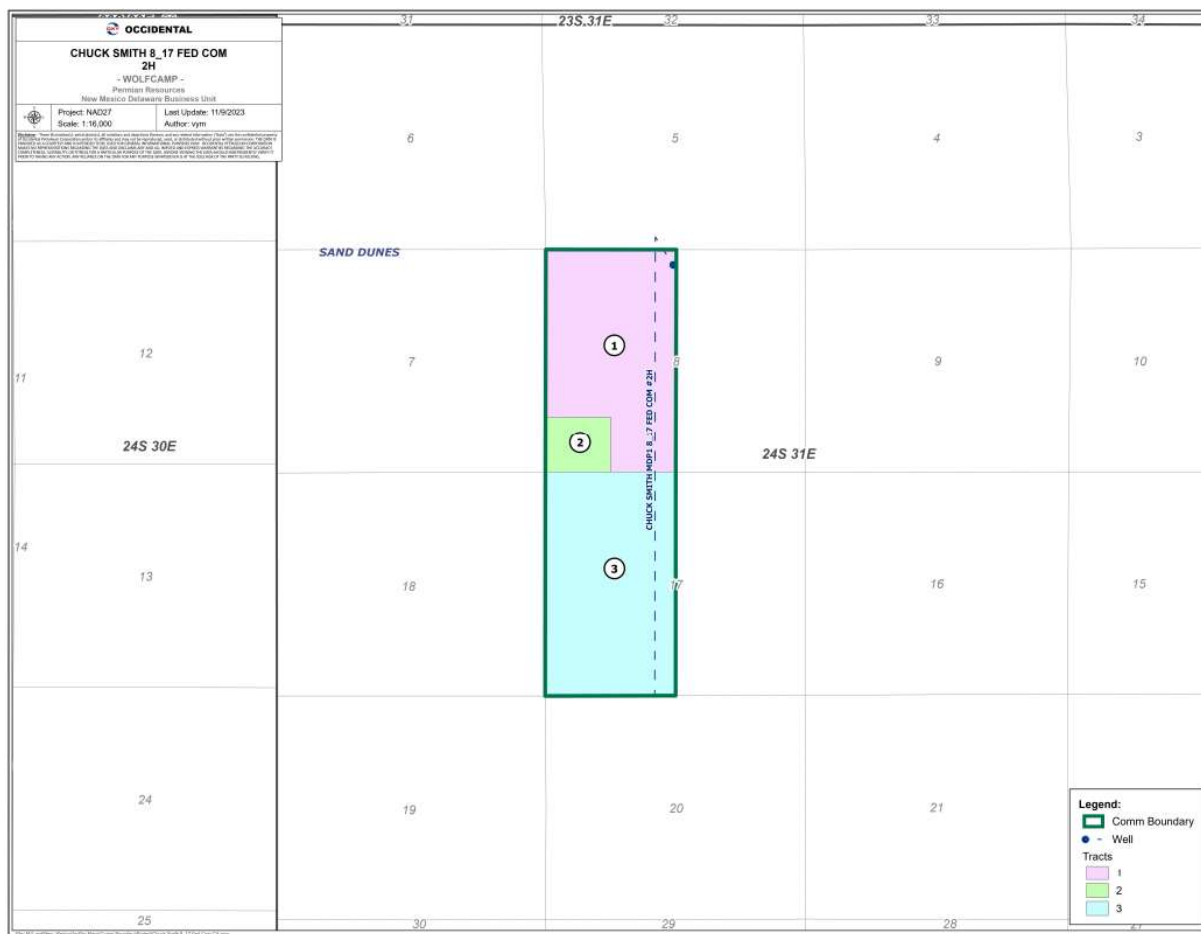 OCCIDENTAL
CHUCK SMITH 8_17 FED COM
2H
- WOLFCAMP -
Permian Resources
New Mexico Delaware Business Unit
Project: NAD27
Last Update: 11/9/2023
Scale: 1:16,000
Author: vym
31
23S 31E
32
33
34
6
5
4
3
SAND DUNES
1
12
7
8
9
10
11
2
24S 30E
24S 31E
CHUCK SMITH MDP1 8_17 FED COM #2H
14
13
18
3
17
16
15
24
19
20
21
25
30
29
28
27
Legend:
Comm Boundary
Well
Tracts
1
2
3